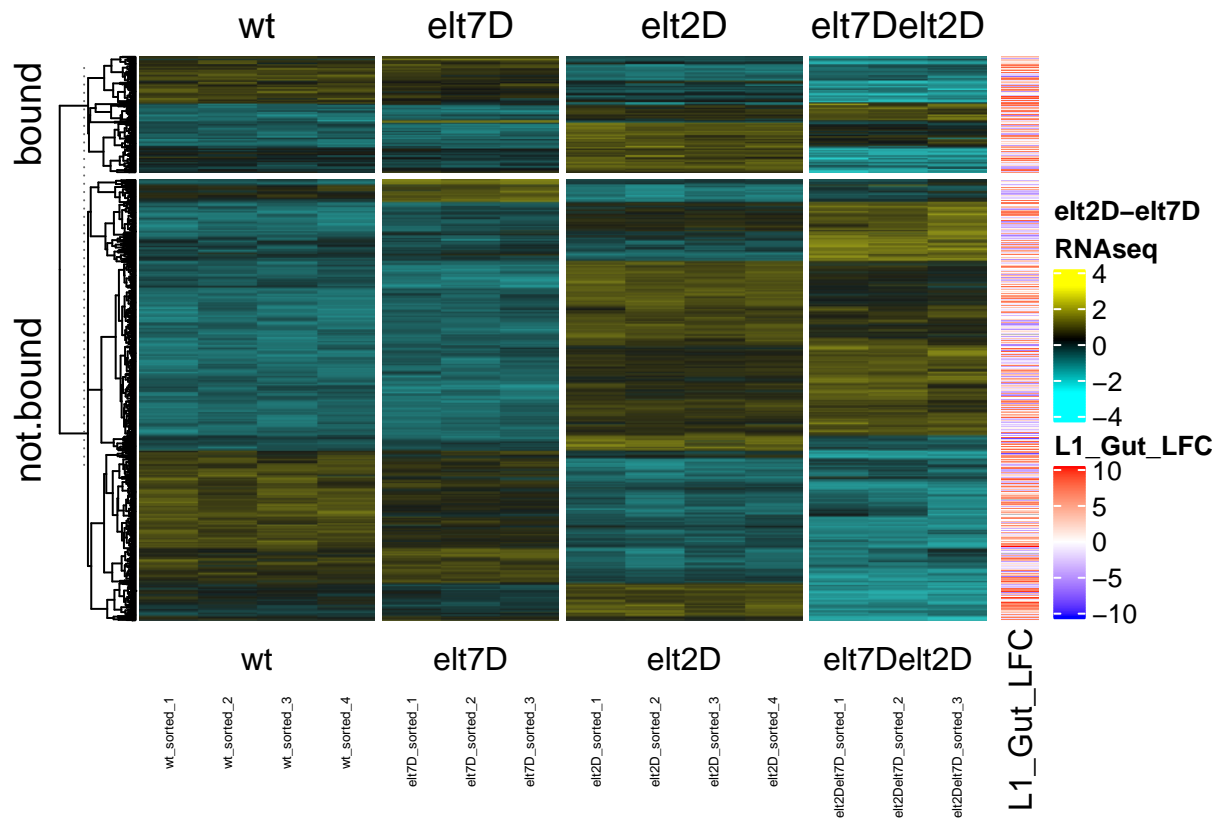 wt
elt7D
elt2D
elt7Delt2D
bound
not.bound
elt2D−elt7D
RNAseq
4
2
0
−2
−4
L1_Gut_LFC
10
5
0
−5
−10
wt
elt7D
elt2D
elt7Delt2D
wt_sorted_1
wt_sorted_2
wt_sorted_3
wt_sorted_4
elt7D_sorted_1
elt7D_sorted_2
elt7D_sorted_3
elt2D_sorted_1
elt2D_sorted_2
elt2D_sorted_3
elt2D_sorted_4
elt2Delt7D_sorted_1
elt2Delt7D_sorted_2
elt2Delt7D_sorted_3
L1_Gut_LFC